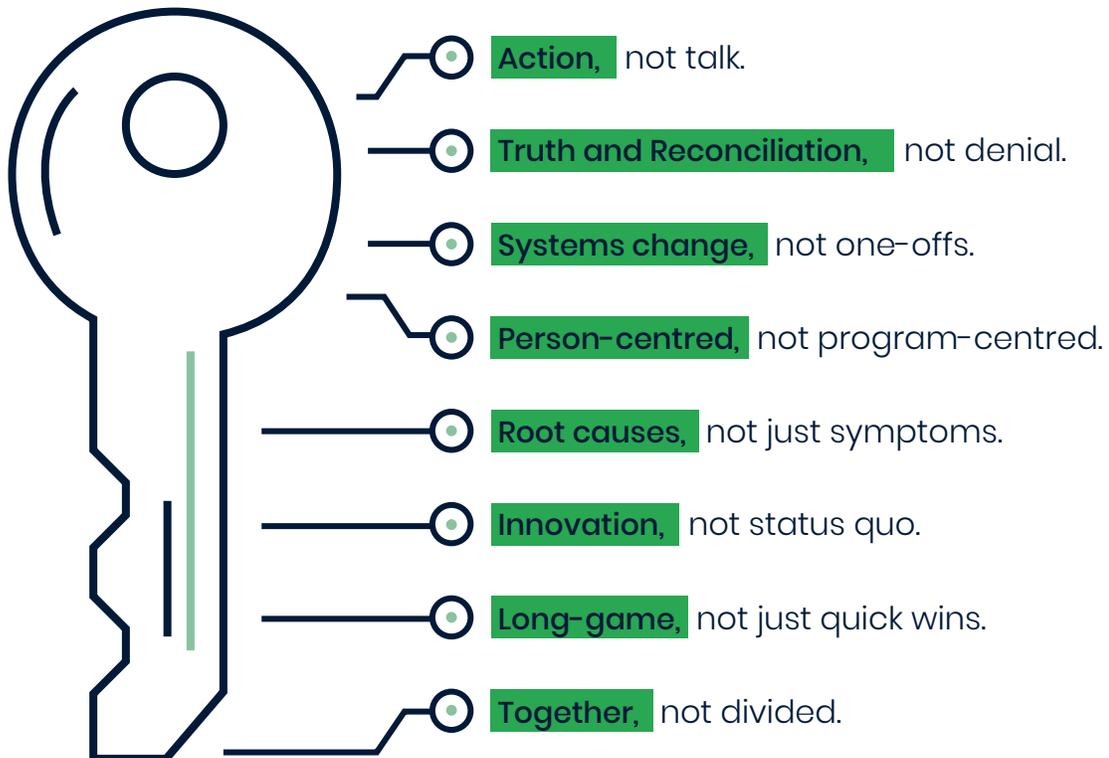 Action, not talk.
Truth and Reconciliation, not denial.
Systems change, not one-offs.
Person-centred, not program-centred.
Root causes, not just symptoms.
Innovation, not status quo.
Long-game, not just quick wins.
Together, not divided.